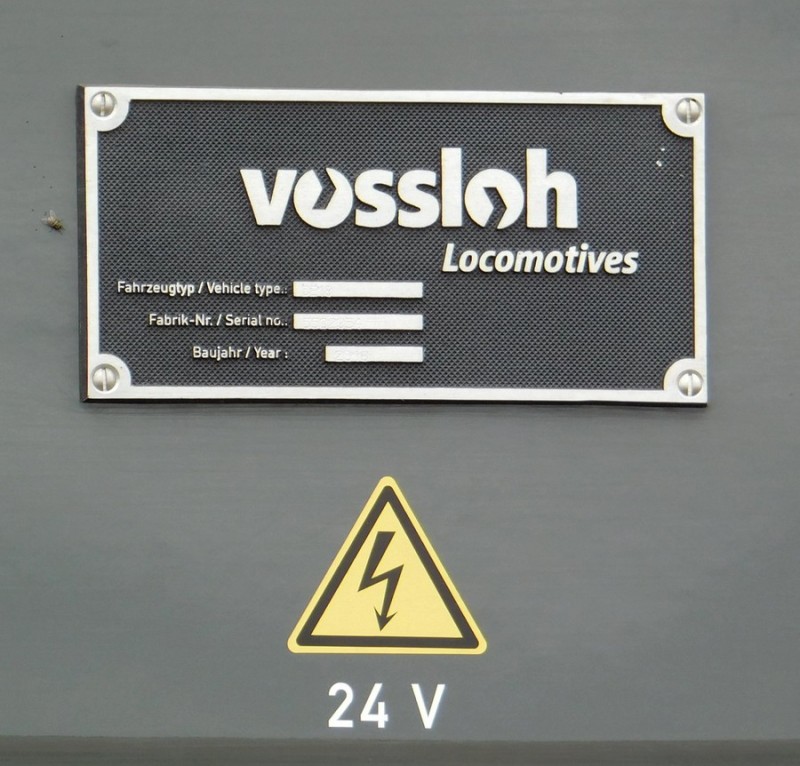 vossloh
Locomotives
Fahrzeugtyp / Vehicle type.:
Fabrik-Nr. / Serial no.:
Baujahr / Year :
24 V